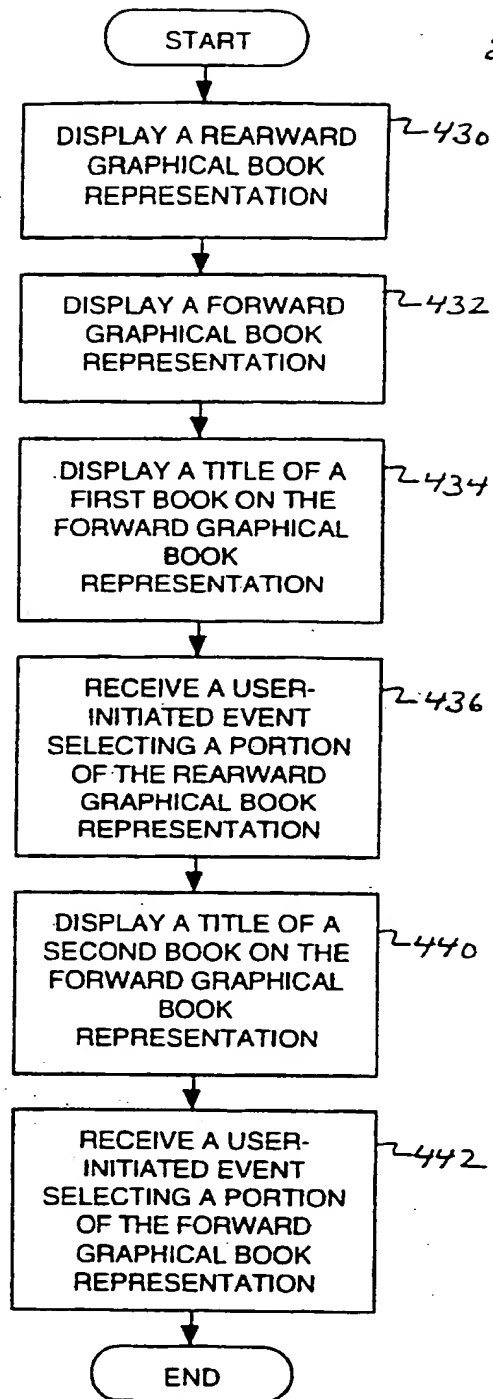 START
DISPLAY A REARWARD
GRAPHICAL BOOK
REPRESENTATION
430
DISPLAY A FORWARD
GRAPHICAL BOOK
REPRESENTATION
432
DISPLAY A TITLE OF A
FIRST BOOK ON THE
FORWARD GRAPHICAL
BOOK
REPRESENTATION
434
RECEIVE A USER-
INITIATED EVENT
SELECTING A PORTION
OF THE REARWARD
GRAPHICAL BOOK
REPRESENTATION
436
DISPLAY A TITLE OF A
SECOND BOOK ON THE
FORWARD GRAPHICAL
BOOK
REPRESENTATION
440
RECEIVE A USER-
INITIATED EVENT
SELECTING A PORTION
OF THE FORWARD
GRAPHICAL BOOK
REPRESENTATION
442
END